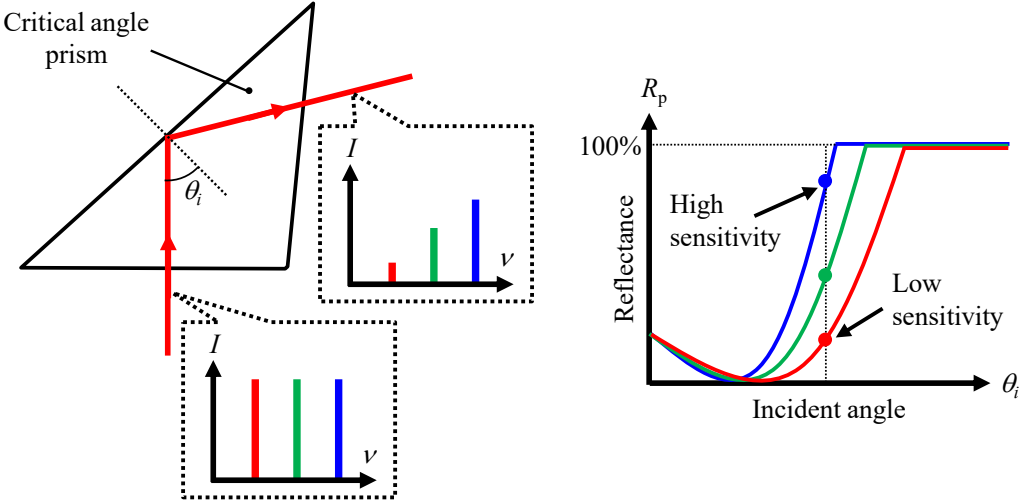 Critical angle
prism
θi
I
ν
I
ν
Rp
100%
High
sensitivity
Low
sensitivity
Reflectance
Incident angle
θi